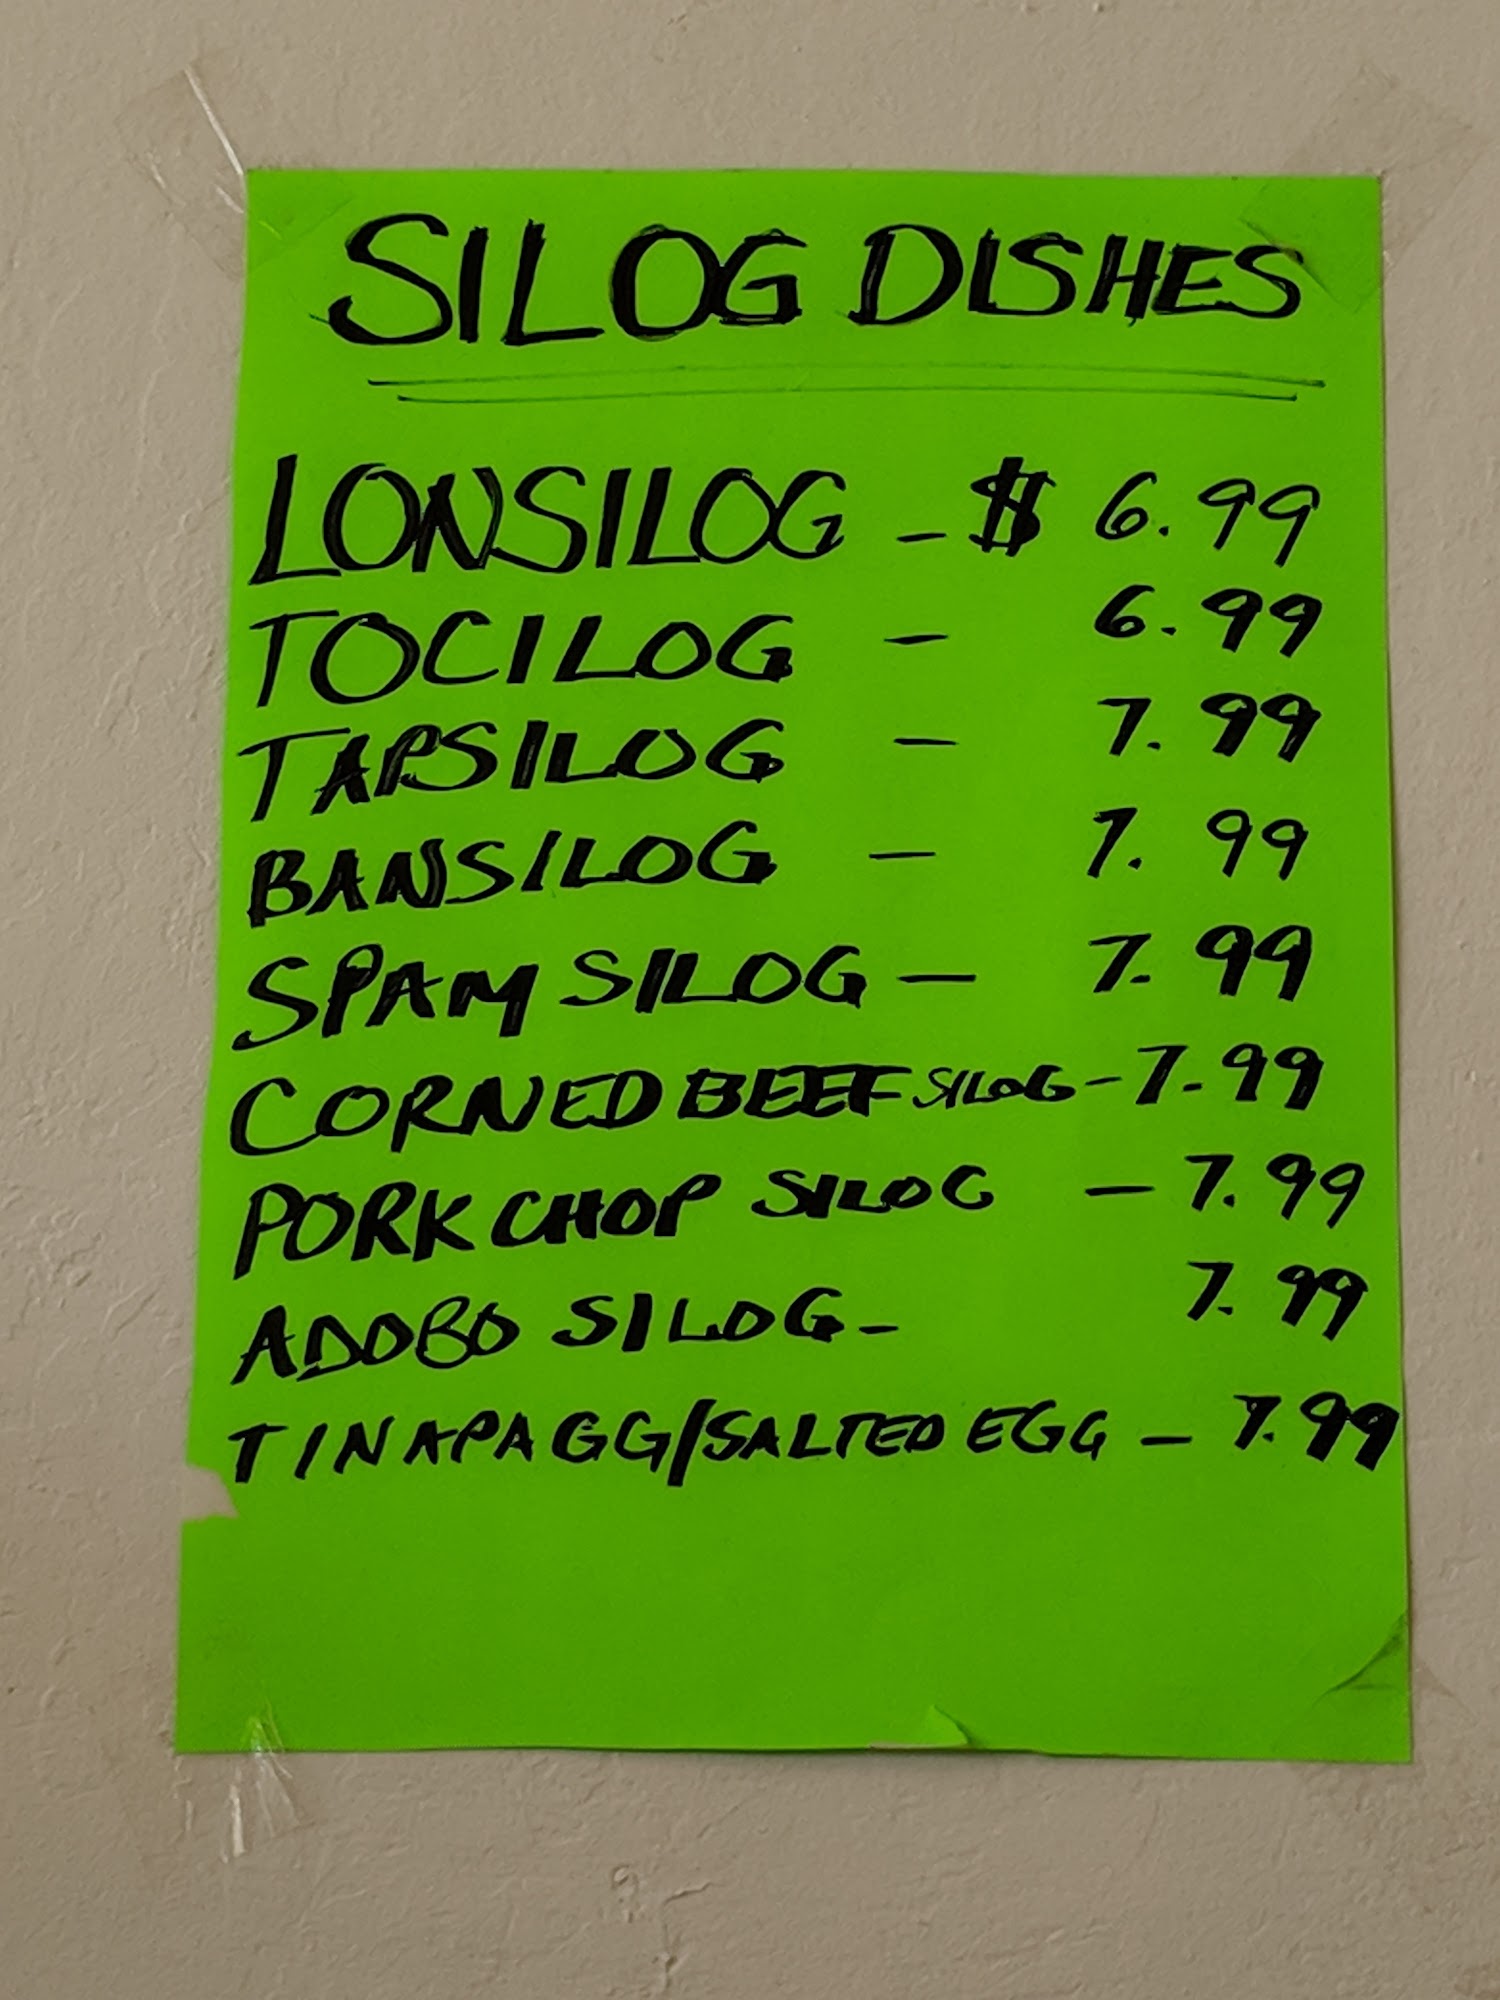 SILOG DISHES
LONSILOG - $ 6.99
TOCILOG - 6.99
TAPSILOG - 7.99
BANSILOG - 7.99
SPAM SILOG - 7.99
CORNED BEEF SILOG - 7.99
PORK CHOP SILOG - 7.99
ADOBO SILOG - 7.99
TINAPAGG/SALTED EGG - 7.99